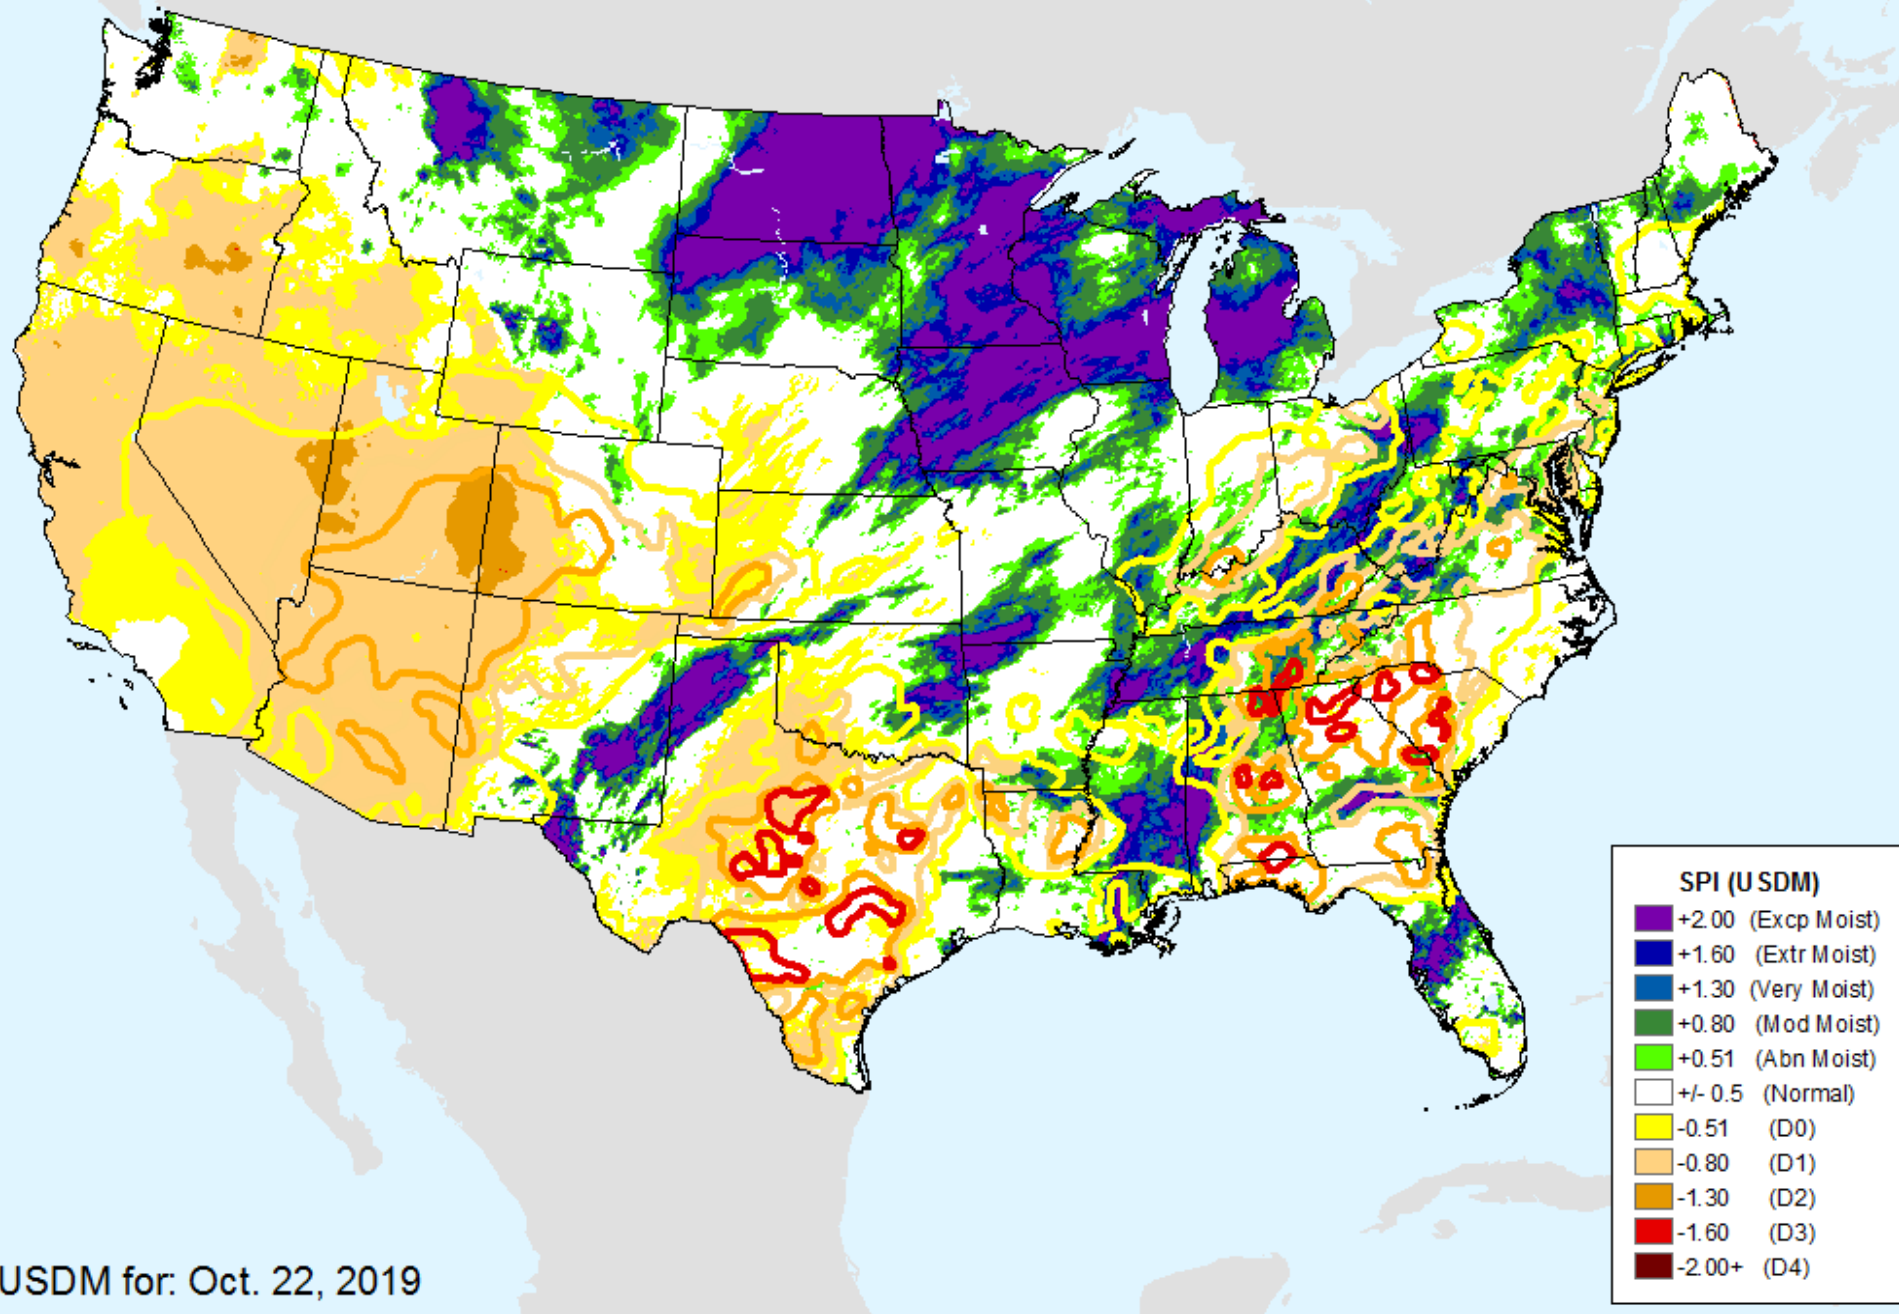 SPI (USDM)
+2.00 (Excp Moist)
+1.60 (Extr Moist)
+1.30 (Very Moist)
+0.80 (Mod Moist)
+0.51 (Abn Moist)
+/- 0.5 (Normal)
-0.51 (D0)
-0.80 (D1)
-1.30 (D2)
-1.60 (D3)
-2.00+ (D4)
USDM for: Oct. 22, 2019